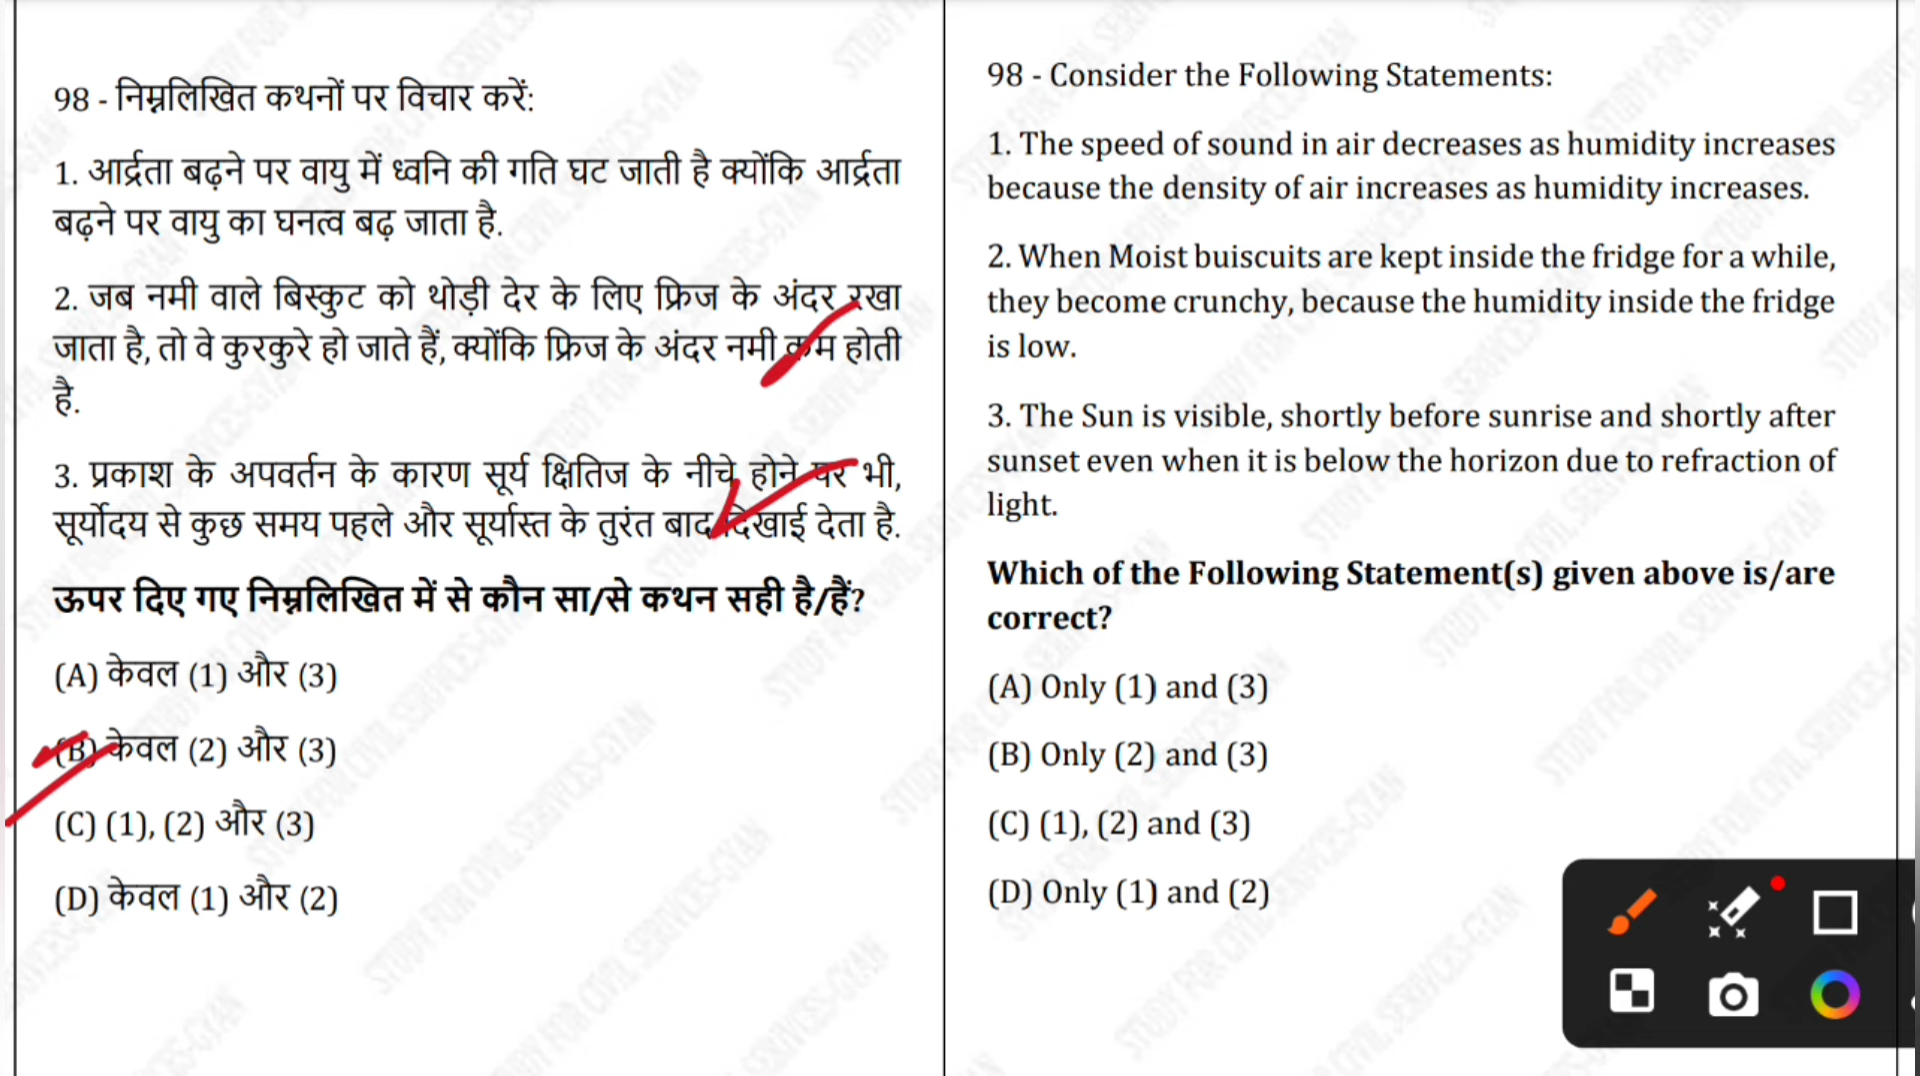 98 - निम्नलिखित कथनों पर विचार करें:
1. आर्द्रता बढ़ने पर वायु में ध्वनि की गति घट जाती है क्योंकि आर्द्रता
बढ़ने पर वायु का घनत्व बढ़ जाता है.
2. जब नमी वाले बिस्कुट को थोड़ी देर के लिए फ्रिज के अंदर रखा
जाता है, तो वे कुरकुरे हो जाते हैं, क्योंकि फ्रिज के अंदर नमी कम होती
है.
3. प्रकाश के अपवर्तन के कारण सूर्य क्षितिज के नीचे होने पर भी,
सूर्योदय से कुछ समय पहले और सूर्यास्त के तुरंत बाद दिखाई देता है.
ऊपर दिए गए निम्नलिखित में से कौन सा/से कथन सही है/हैं?
(A) केवल (1) और (3)
(B) केवल (2) और (3)
(C) (1), (2) और (3)
(D) केवल (1) और (2)
98 - Consider the Following Statements:
1. The speed of sound in air decreases as humidity increases
because the density of air increases as humidity increases.
2. When Moist buiscuits are kept inside the fridge for a while,
they become crunchy, because the humidity inside the fridge
is low.
3. The Sun is visible, shortly before sunrise and shortly after
sunset even when it is below the horizon due to refraction of
light.
Which of the Following Statement(s) given above is/are
correct?
(A) Only (1) and (3)
(B) Only (2) and (3)
(C) (1), (2) and (3)
(D) Only (1) and (2)
STUDY FOR CIVIL SERIVCES-GYAN